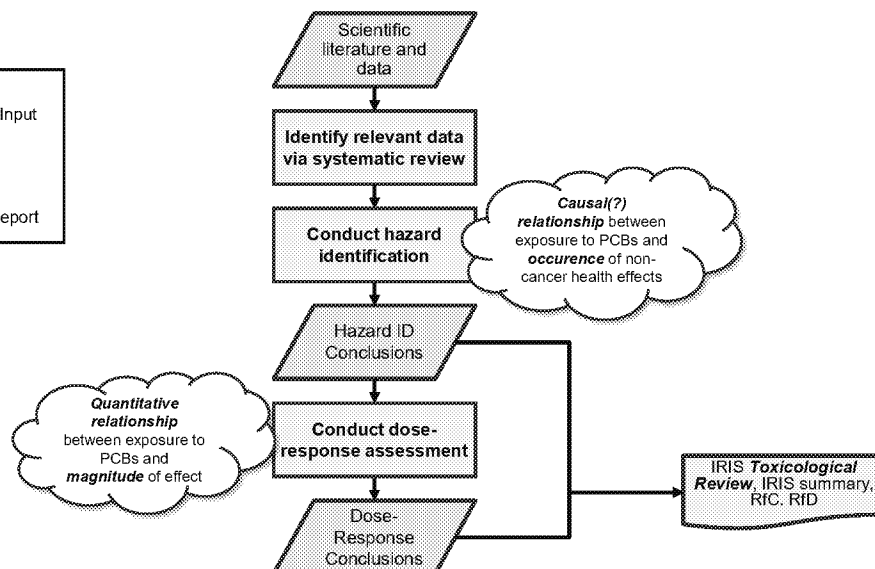 Scientific
literature and
data
Input
eport
Identify relevant data
via systematic review
Conduct hazard
identification
Causal(?)
relationship between
exposure to PCBs and
occurence of non-
cancer health effects
Hazard ID
Conclusions
Quantitative
relationship
between exposure to
PCBs and
magnitude of effect
Conduct dose-
response assessment
IRIS Toxicological
Review, IRIS summary,
RfC. RfD
Dose-
Response
Conclusions